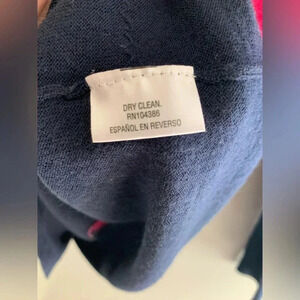 DRY CLEAN.
RN104386
ESPAÑOL EN REVERSO